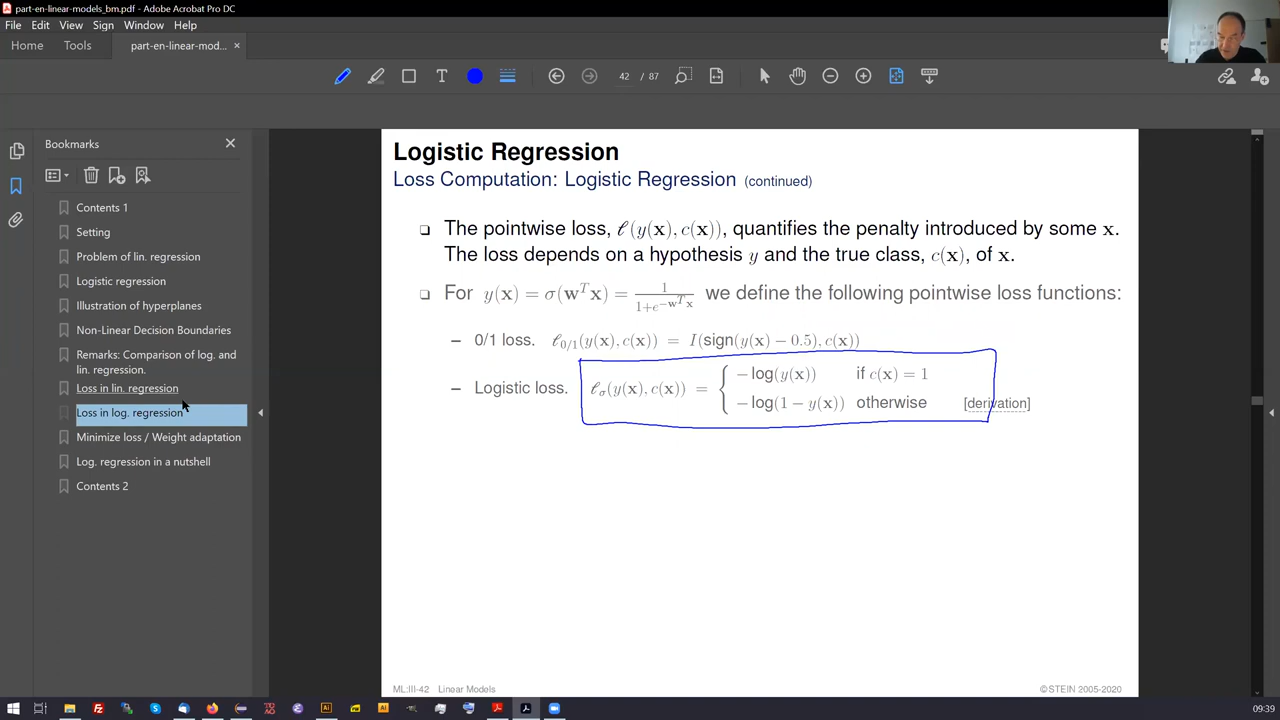 part-en-linear-models_bm.pdf - Adobe Acrobat Pro DC
File Edit View Sign Window Help
Home Tools part-en-linear-mod... ×
42 / 87
Bookmarks
Contents 1
Setting
Problem of lin. regression
Logistic regression
Illustration of hyperplanes
Non-Linear Decision Boundaries
Remarks: Comparison of log. and
lin. regression.
Loss in lin. regression
Loss in log. regression
Minimize loss / Weight adaptation
Log. regression in a nutshell
Contents 2
Logistic Regression
Loss Computation: Logistic Regression (continued)
❑ The pointwise loss, ℓ(y(x), c(x)), quantifies the penalty introduced by some x.
The loss depends on a hypothesis y and the true class, c(x), of x.
❑ For y(x) = σ(wᵀx) = 1/(1+e^(−wᵀx)) we define the following pointwise loss functions:
– 0/1 loss. ℓ₀/₁(y(x), c(x)) = I(sign(y(x) − 0.5), c(x))
– Logistic loss. ℓ_σ(y(x), c(x)) = { − log(y(x)) if c(x) = 1
− log(1 − y(x)) otherwise [derivation]
ML:III-42 Linear Models ©STEIN 2005-2020
09:39